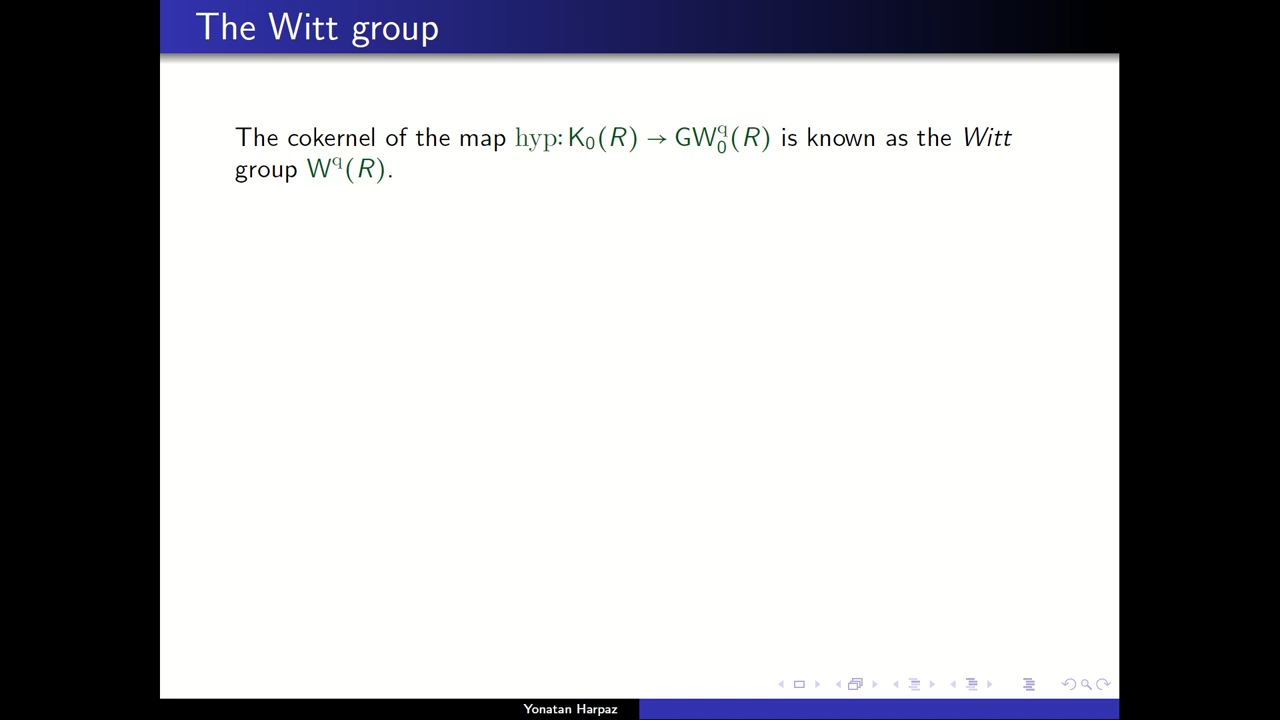 The Witt group
The cokernel of the map hyp: K₀(R) → GW₀^q(R) is known as the Witt
group W^q(R).
Yonatan Harpaz